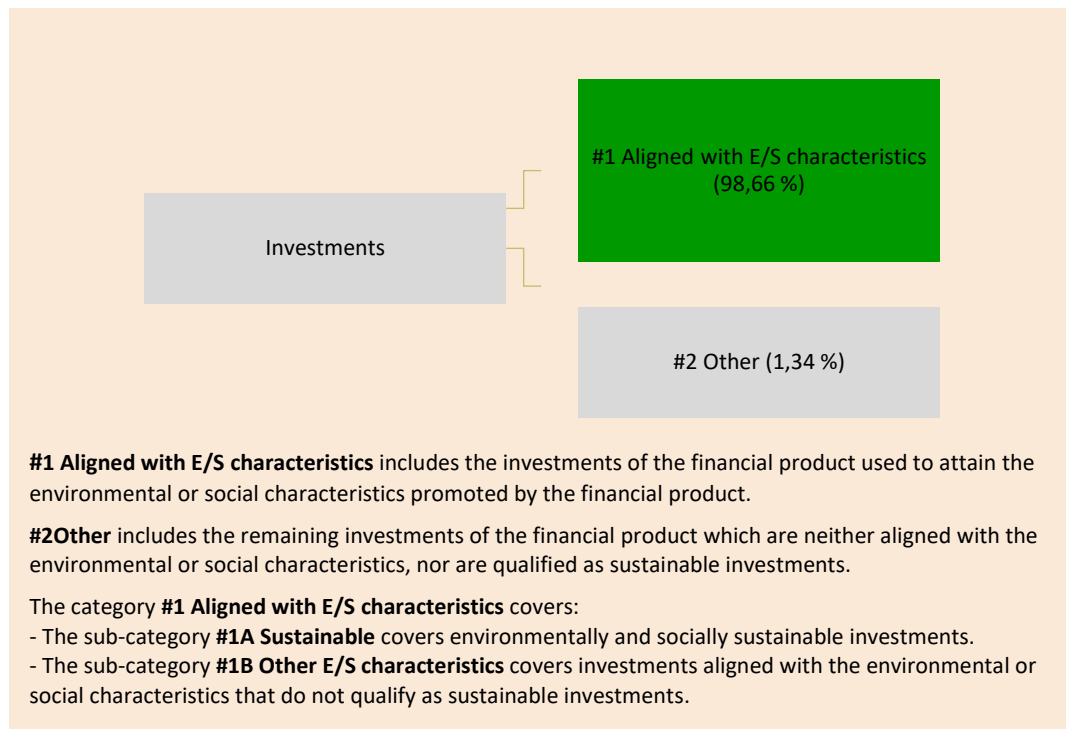 #1 Aligned with E/S characteristics
(98,66 %)
Investments
#2 Other (1,34 %)
#1 Aligned with E/S characteristics includes the investments of the financial product used to attain the
environmental or social characteristics promoted by the financial product.
#2Other includes the remaining investments of the financial product which are neither aligned with the
environmental or social characteristics, nor are qualified as sustainable investments.
The category #1 Aligned with E/S characteristics covers:
- The sub-category #1A Sustainable covers environmentally and socially sustainable investments.
- The sub-category #1B Other E/S characteristics covers investments aligned with the environmental or
social characteristics that do not qualify as sustainable investments.